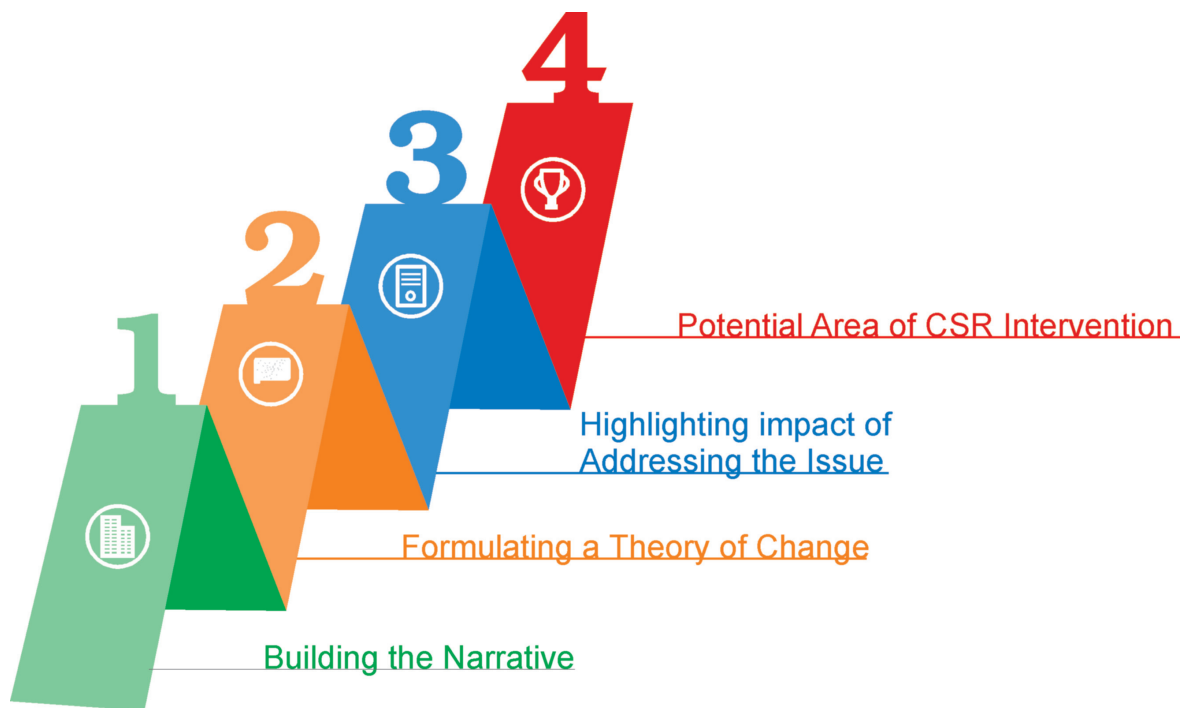 4
3
2
1
Potential Area of CSR Intervention
Highlighting impact of
Addressing the Issue
Formulating a Theory of Change
Building the Narrative